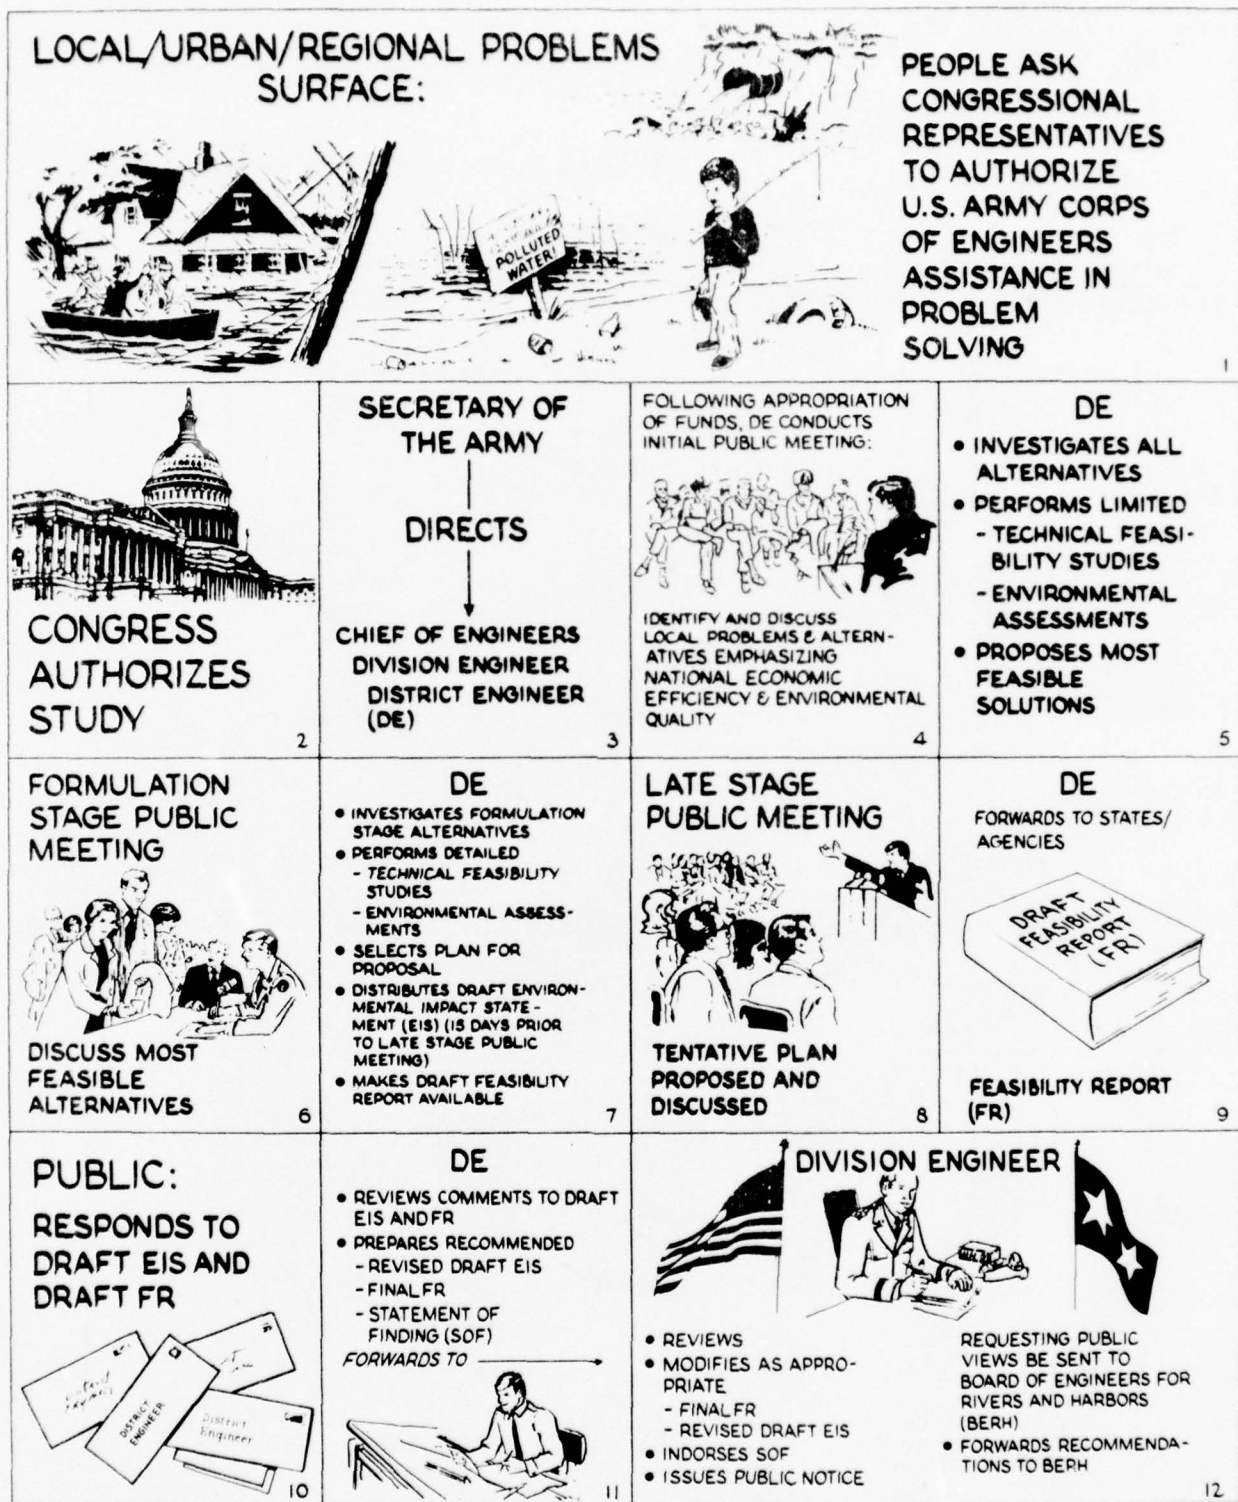 LOCAL/URBAN/REGIONAL PROBLEMS
SURFACE:
POLLUTED
WATER!
PEOPLE ASK
CONGRESSIONAL
REPRESENTATIVES
TO AUTHORIZE
U.S. ARMY CORPS
OF ENGINEERS
ASSISTANCE IN
PROBLEM
SOLVING
1
CONGRESS
AUTHORIZES
STUDY
2
SECRETARY OF
THE ARMY
DIRECTS
CHIEF OF ENGINEERS
DIVISION ENGINEER
DISTRICT ENGINEER
(DE)
3
FOLLOWING APPROPRIATION
OF FUNDS, DE CONDUCTS
INITIAL PUBLIC MEETING:
IDENTIFY AND DISCUSS
LOCAL PROBLEMS & ALTERN-
ATIVES EMPHASIZING
NATIONAL ECONOMIC
EFFICIENCY & ENVIRONMENTAL
QUALITY
4
DE
• INVESTIGATES ALL
ALTERNATIVES
• PERFORMS LIMITED
- TECHNICAL FEASI-
BILITY STUDIES
- ENVIRONMENTAL
ASSESSMENTS
• PROPOSES MOST
FEASIBLE
SOLUTIONS
5
FORMULATION
STAGE PUBLIC
MEETING
DISCUSS MOST
FEASIBLE
ALTERNATIVES
6
DE
• INVESTIGATES FORMULATION
STAGE ALTERNATIVES
• PERFORMS DETAILED
- TECHNICAL FEASIBILITY
STUDIES
- ENVIRONMENTAL ASSESS-
MENTS
• SELECTS PLAN FOR
PROPOSAL
• DISTRIBUTES DRAFT ENVIRON-
MENTAL IMPACT STATE-
MENT (EIS) (15 DAYS PRIOR
TO LATE STAGE PUBLIC
MEETING)
• MAKES DRAFT FEASIBILITY
REPORT AVAILABLE
7
LATE STAGE
PUBLIC MEETING
TENTATIVE PLAN
PROPOSED AND
DISCUSSED
8
DE
FORWARDS TO STATES/
AGENCIES
DRAFT
FEASIBILITY
REPORT
(FR)
FEASIBILITY REPORT
(FR)
9
PUBLIC:
RESPONDS TO
DRAFT EIS AND
DRAFT FR
DISTRICT
ENGINEER
District
Engineer
10
DE
• REVIEWS COMMENTS TO DRAFT
EIS AND FR
• PREPARES RECOMMENDED
- REVISED DRAFT EIS
- FINAL FR
- STATEMENT OF
FINDING (SOF)
FORWARDS TO
11
DIVISION ENGINEER
• REVIEWS
• MODIFIES AS APPRO-
PRIATE
- FINAL FR
- REVISED DRAFT EIS
• INDORSES SOF
• ISSUES PUBLIC NOTICE
REQUESTING PUBLIC
VIEWS BE SENT TO
BOARD OF ENGINEERS FOR
RIVERS AND HARBORS
(BERH)
• FORWARDS RECOMMENDA-
TIONS TO BERH
12